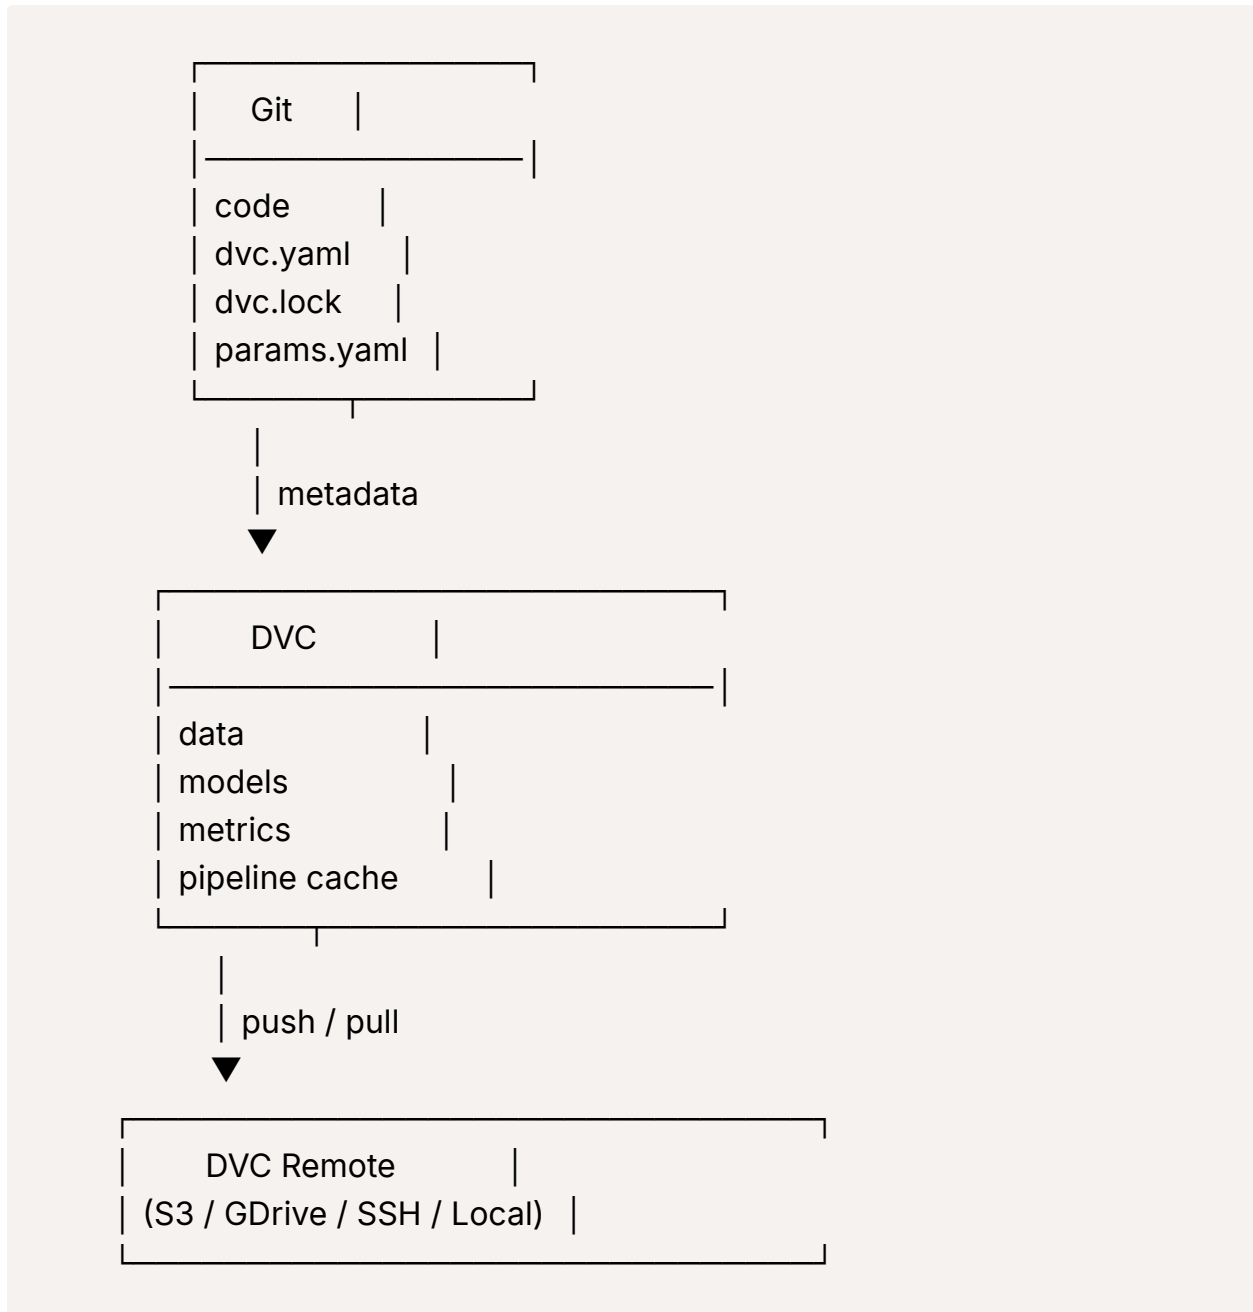 Git
code
dvc.yaml
dvc.lock
params.yaml
metadata
DVC
data
models
metrics
pipeline cache
push / pull
DVC Remote
(S3 / GDrive / SSH / Local)